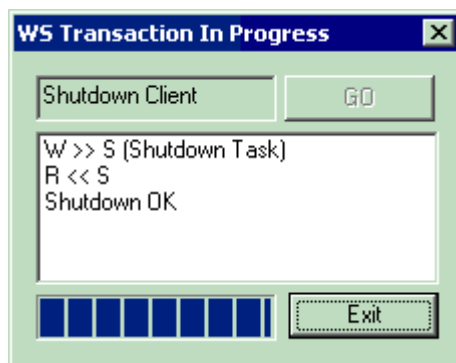 WS Transaction In Progress
Shutdown Client
GO
W >> S (Shutdown Task)
R << S
Shutdown OK
Exit